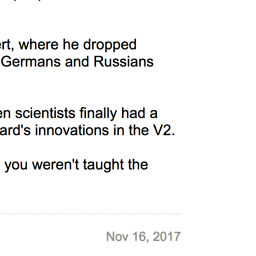 ert, where he dropped
Germans and Russians
en scientists finally had a
ard's innovations in the V2.
you weren't taught the
Nov 16, 2017